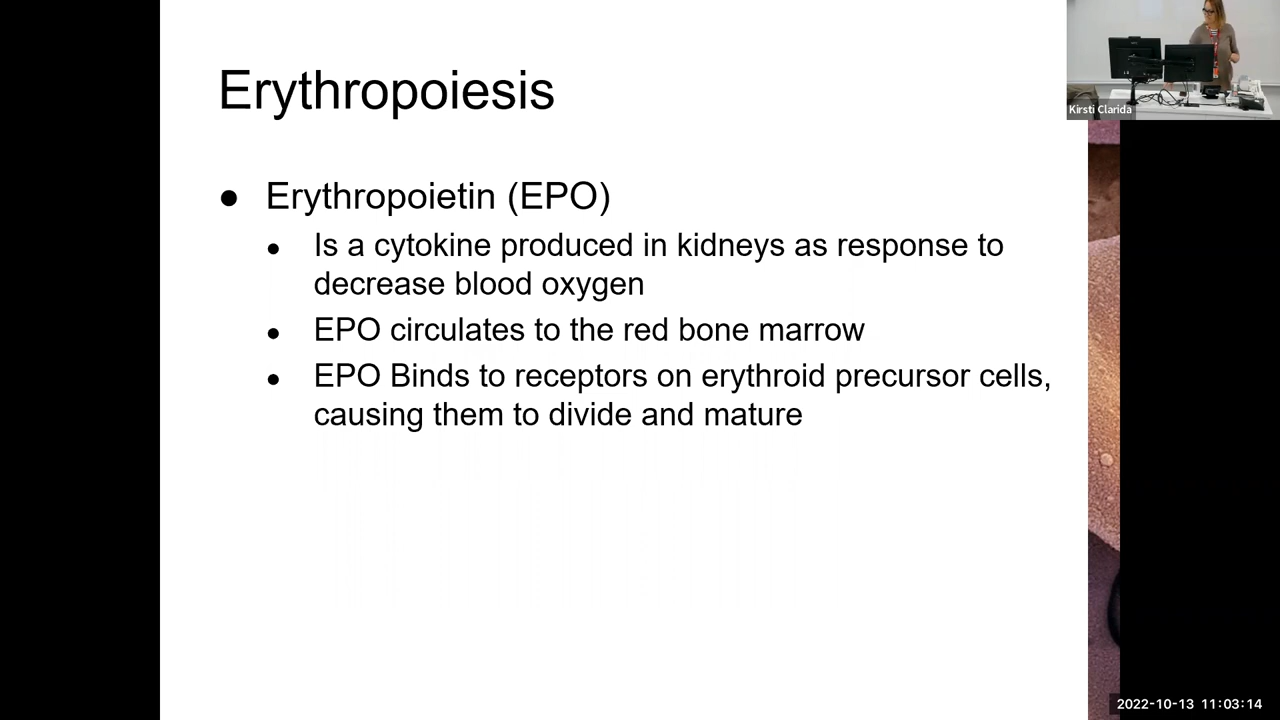 Erythropoiesis
Kirsti Clarida
● Erythropoietin (EPO)
● Is a cytokine produced in kidneys as response to
decrease blood oxygen
● EPO circulates to the red bone marrow
● EPO Binds to receptors on erythroid precursor cells,
causing them to divide and mature
2022-10-13 11:03:14